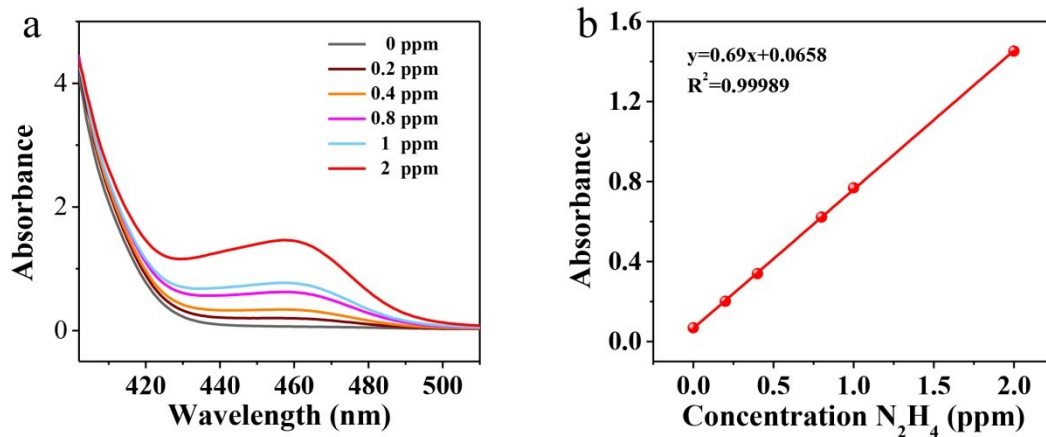 a
0 ppm
0.2 ppm
0.4 ppm
0.8 ppm
1 ppm
2 ppm
4
2
0
Absorbance
420 440 460 480 500
Wavelength (nm)
b
y=0.69x+0.0658
R²=0.99989
1.6
1.2
0.8
0.4
0.0
Absorbance
0.0 0.5 1.0 1.5 2.0
Concentration N₂H₄ (ppm)